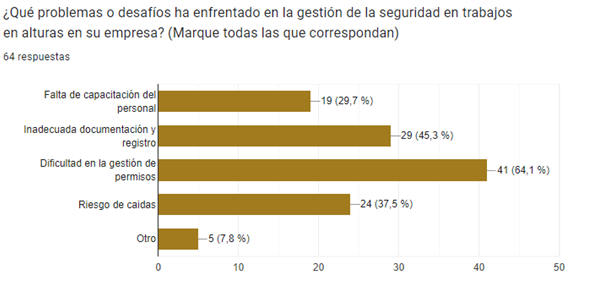 ¿Qué problemas o desafíos ha enfrentado en la gestión de la seguridad en trabajos
en alturas en su empresa? (Marque todas las que correspondan)
64 respuestas
Falta de capacitación del
personal
19 (29,7 %)
Inadecuada documentación y
registro
29 (45,3 %)
Dificultad en la gestión de
permisos
41 (64,1 %)
Riesgo de caidas
24 (37,5 %)
Otro
5 (7,8 %)
0 10 20 30 40 50